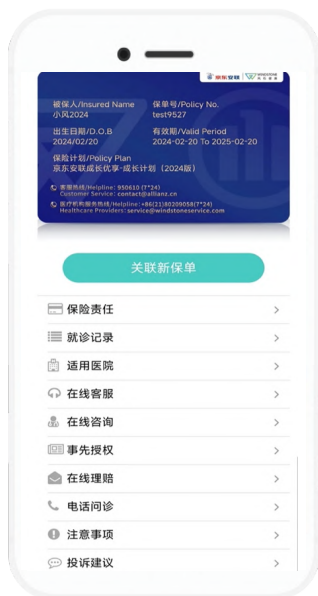 京东安联
WINDSTONE
被保人/Insured Name
保单号/Policy No.
小风2024
test9527
出生日期/D.O.B
有效期/Valid Period
2024/02/20
2024-02-20 To 2025-02-20
保险计划/Policy Plan
京东安联成长优享-成长计划（2024版）
客服热线/Helpline: 950610 (7*24)
Customer Service: contact@allianz.cn
医疗机构服务热线/Helpline:+86(21)80209058(7*24)
Healthcare Providers: service@windstoneservice.com
关联新保单
保险责任
就诊记录
适用医院
在线客服
在线咨询
事先授权
在线理赔
电话问诊
注意事项
投诉建议